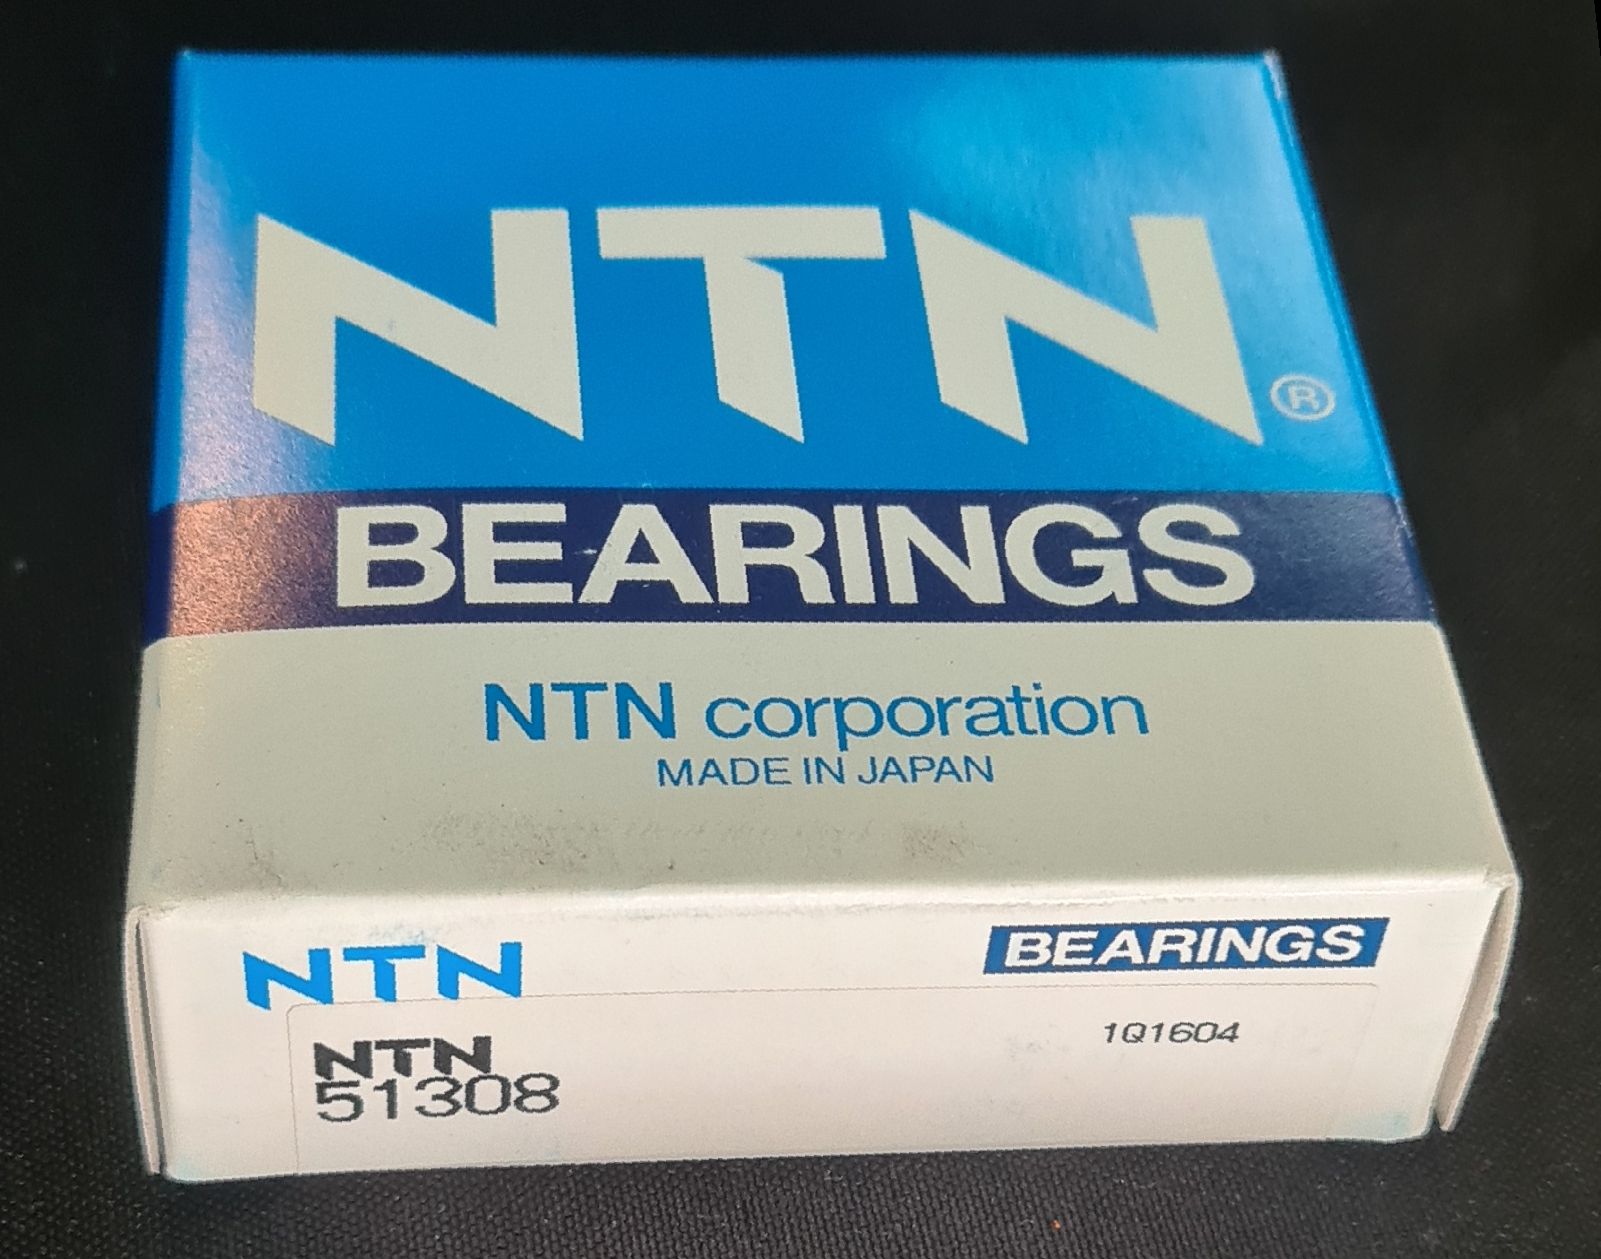 NTN®
BEARINGS
NTN corporation
MADE IN JAPAN
NTN BEARINGS
1Q1604
NTN
51308